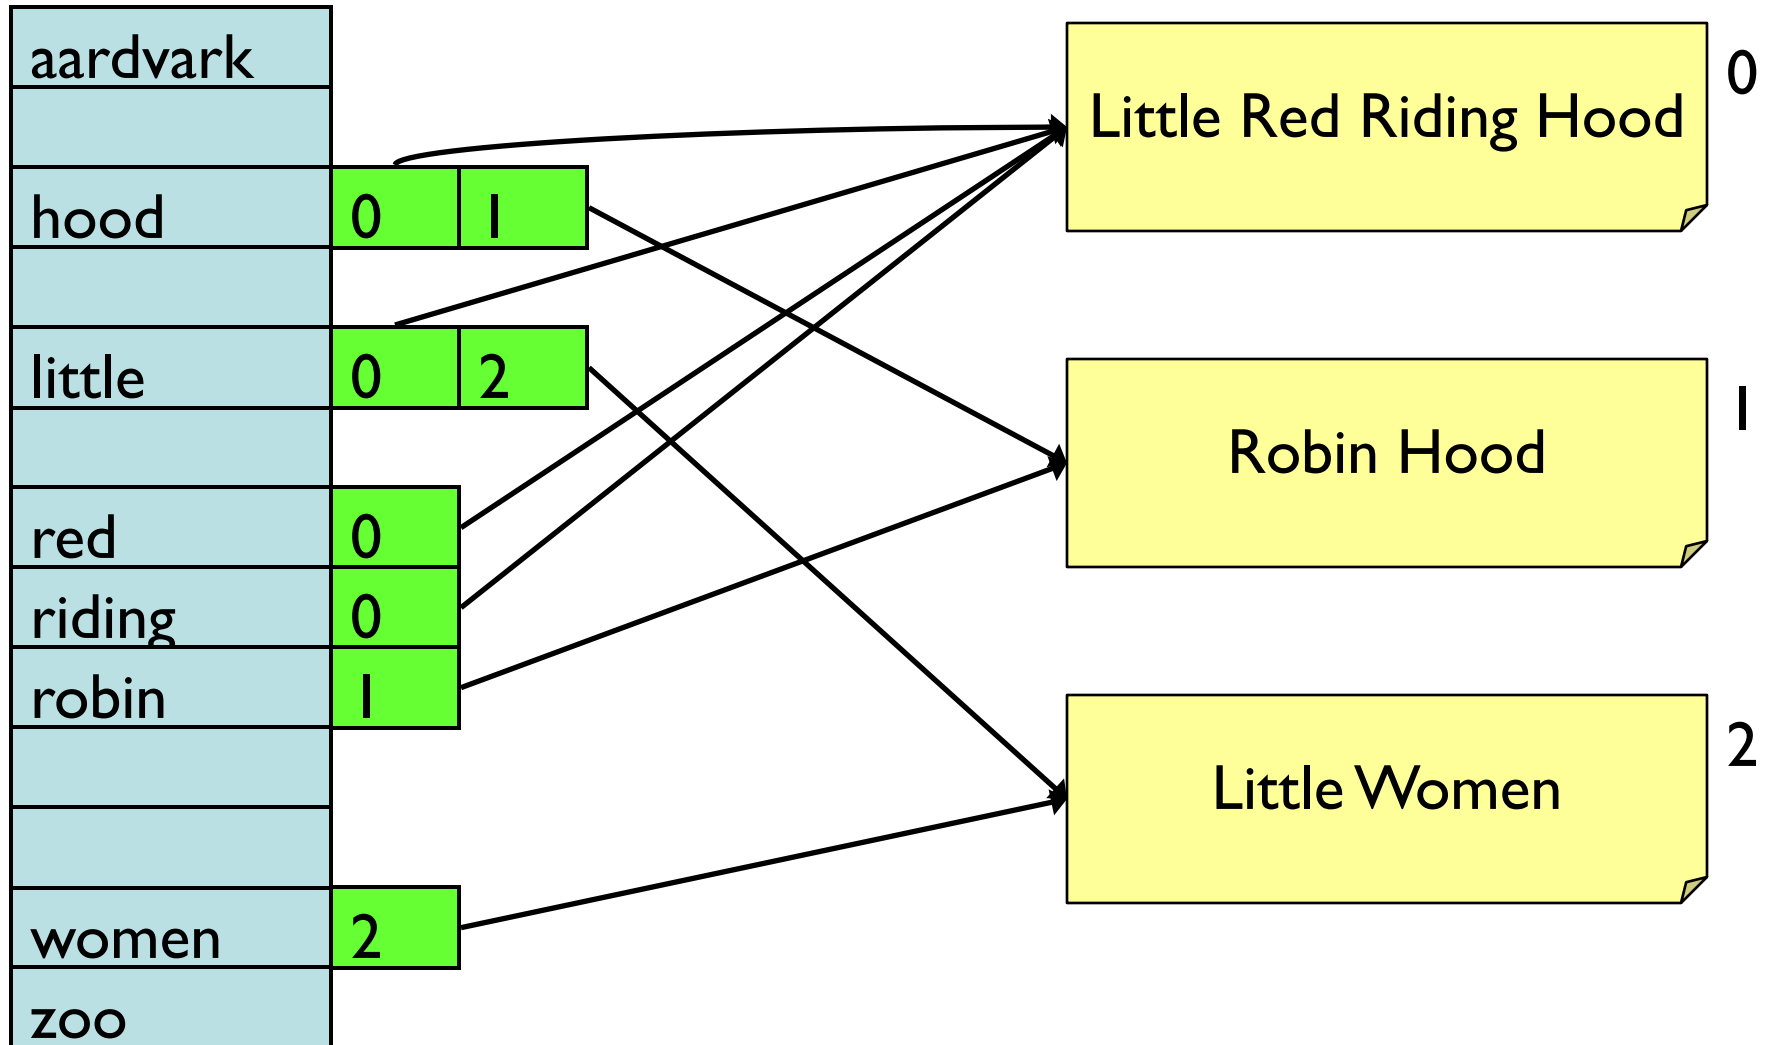 aardvark
hood 0 1
little 0 2
red 0
riding 0
robin 1
women 2
zoo
Little Red Riding Hood 0
Robin Hood 1
Little Women 2